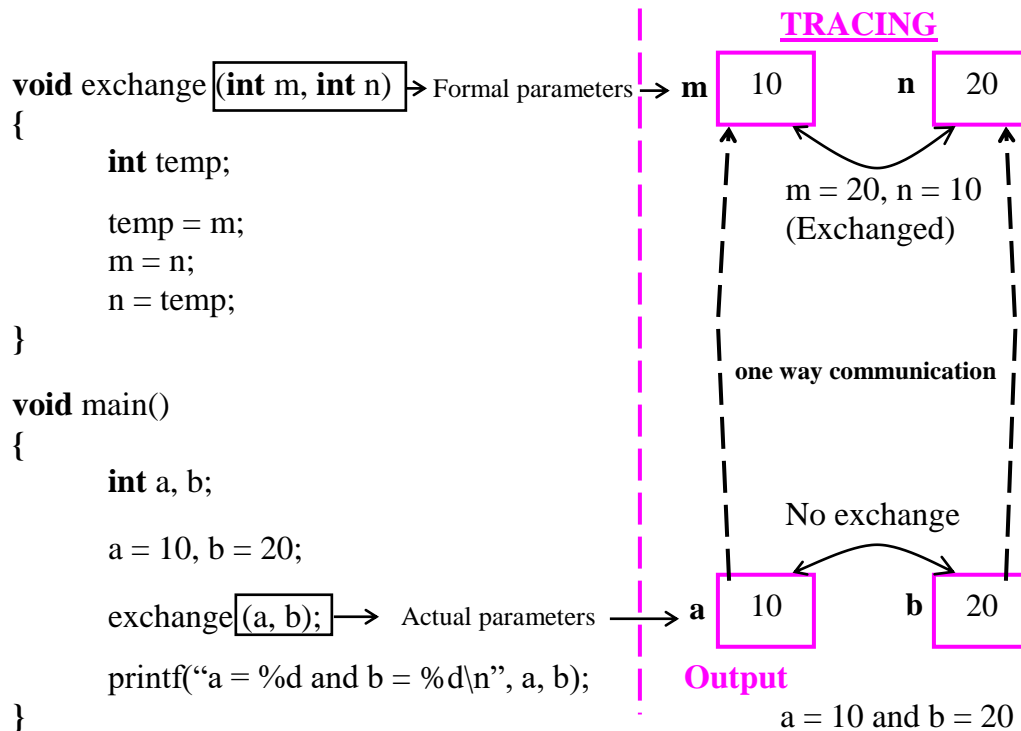 TRACING
void exchange (int m, int n) Formal parameters m 10 n 20
{
int temp;
m = 20, n = 10
temp = m;
(Exchanged)
m = n;
n = temp;
}
one way communication
void main()
{
int a, b;
No exchange
a = 10, b = 20;
exchange (a, b); Actual parameters a 10 b 20
printf(“a = %d and b = %d\n”, a, b); Output
} a = 10 and b = 20